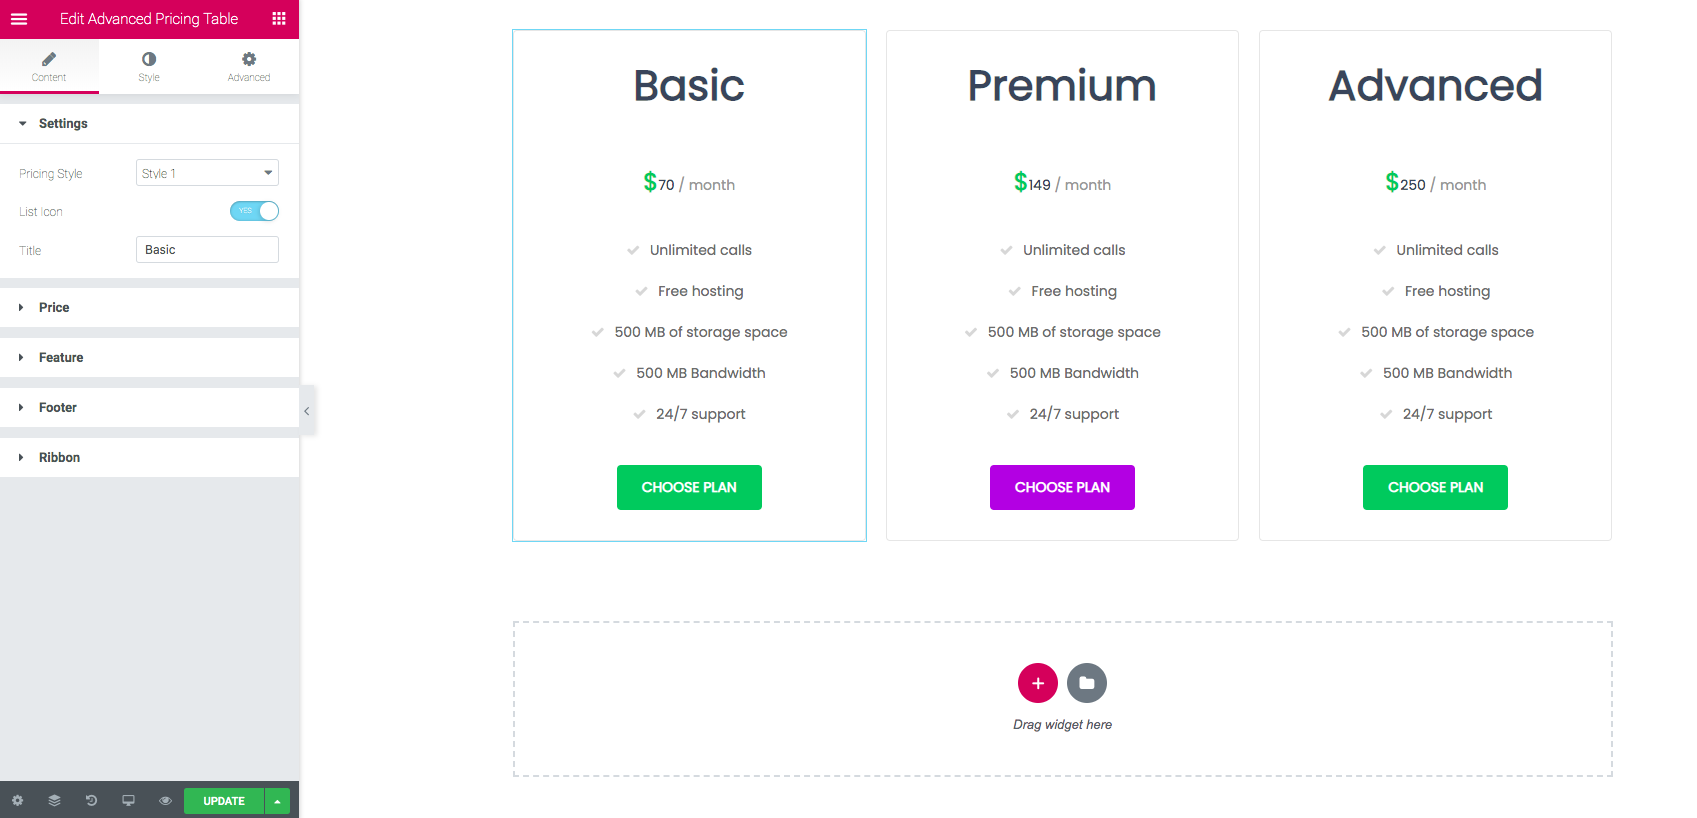 Edit Advanced Pricing Table
Content
Style
Advanced
Settings
Pricing Style
Style 1
List Icon
YES
Title
Basic
Price
Feature
Footer
Ribbon
UPDATE
Basic
$70 / month
Unlimited calls
Free hosting
500 MB of storage space
500 MB Bandwidth
24/7 support
CHOOSE PLAN
Premium
$149 / month
Unlimited calls
Free hosting
500 MB of storage space
500 MB Bandwidth
24/7 support
CHOOSE PLAN
Advanced
$250 / month
Unlimited calls
Free hosting
500 MB of storage space
500 MB Bandwidth
24/7 support
CHOOSE PLAN
Drag widget here